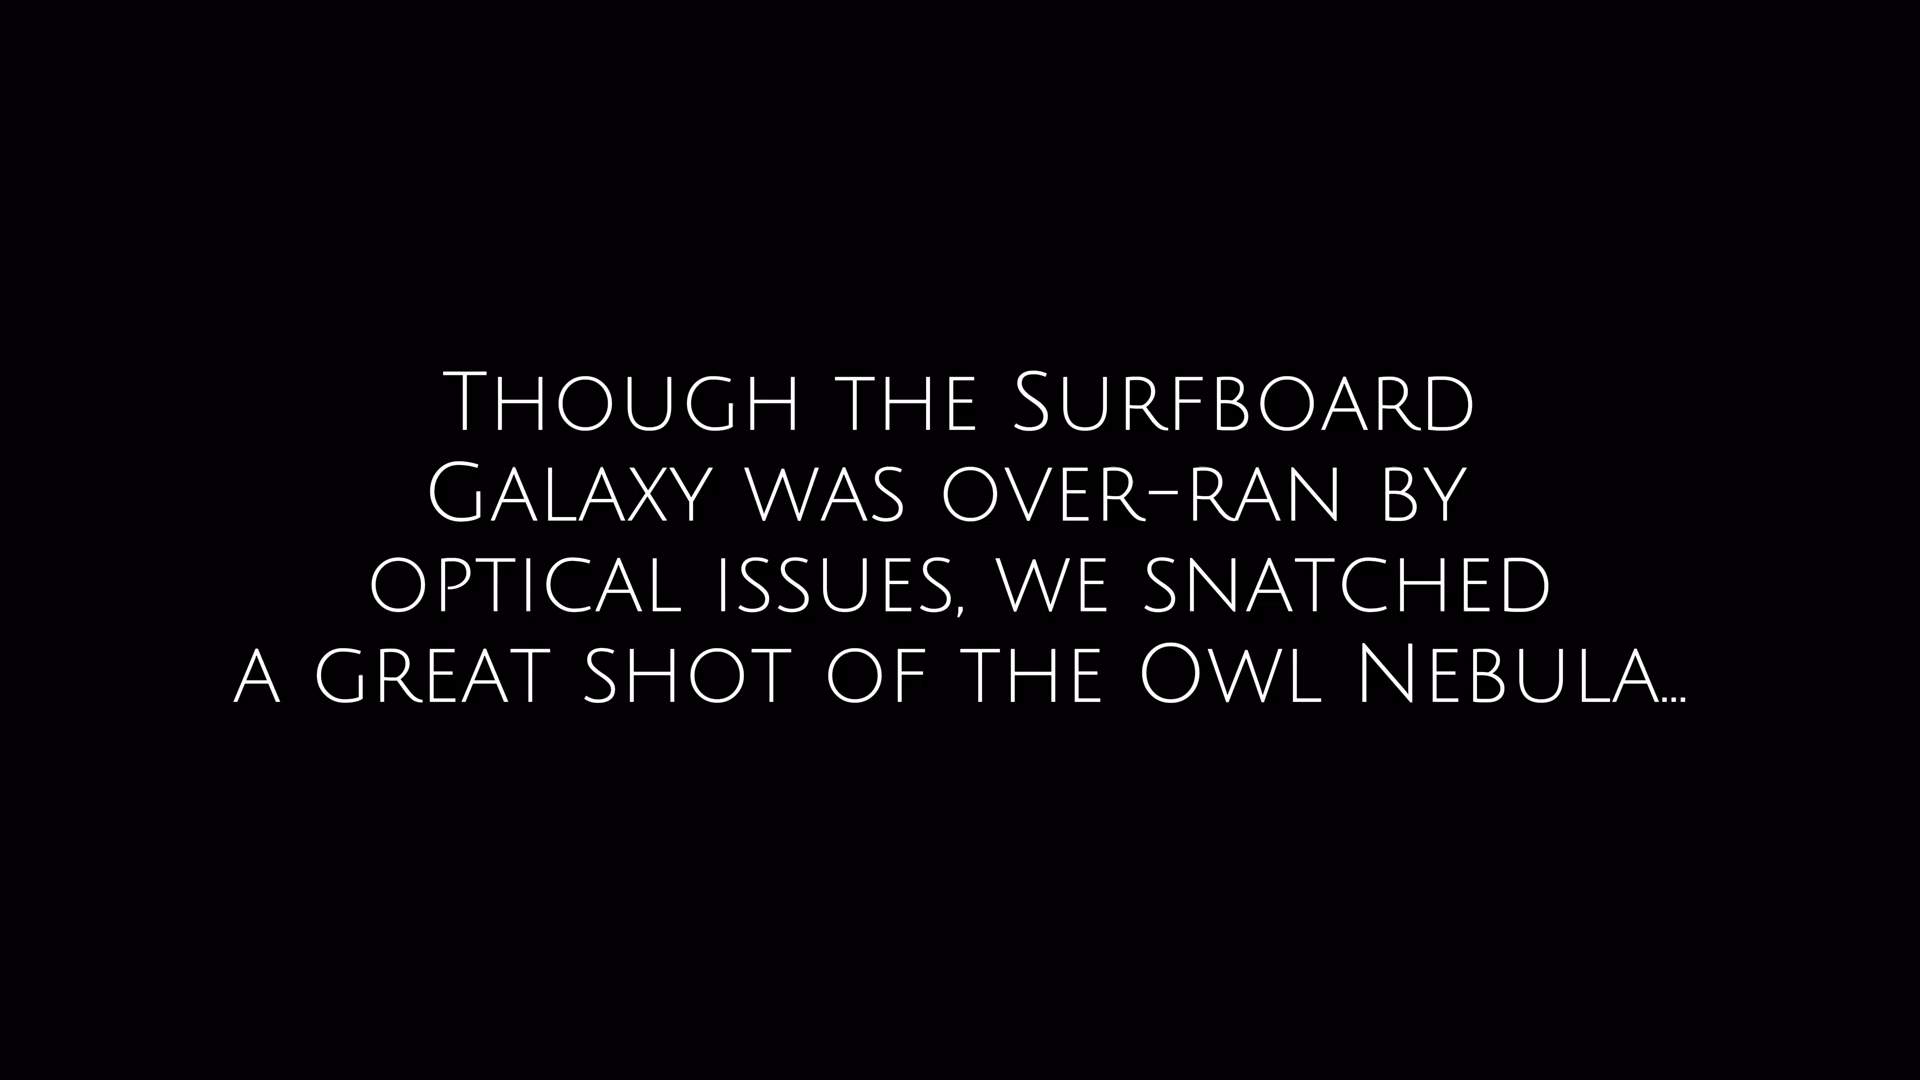 Though the Surfboard
Galaxy was over-ran by
optical issues, we snatched
a great shot of the Owl Nebula...